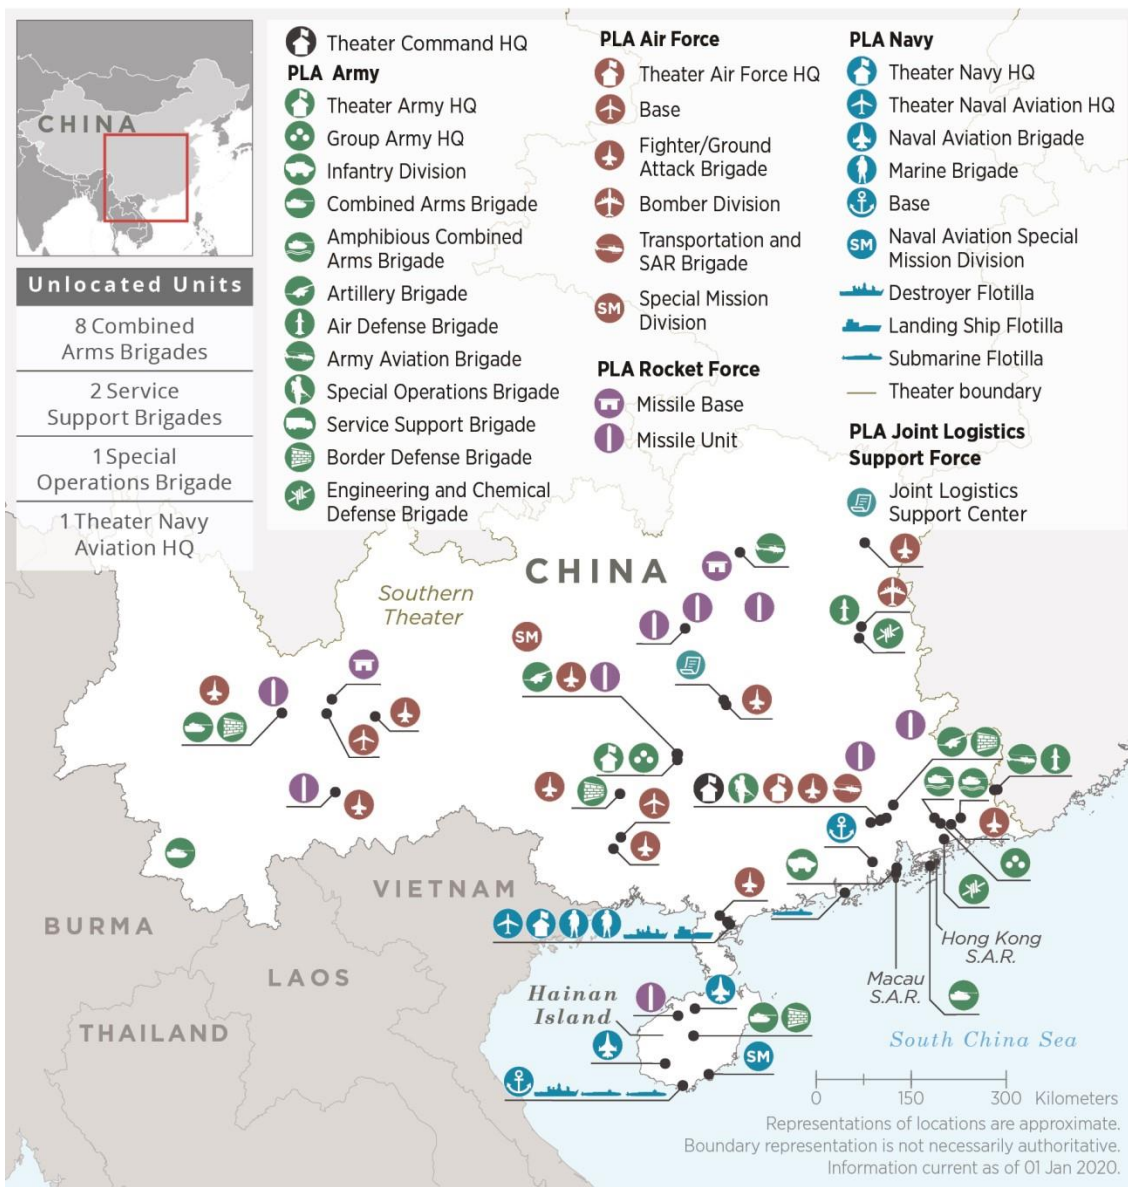 CHINA
Unlocated Units
8 Combined
Arms Brigades
2 Service
Support Brigades
1 Special
Operations Brigade
1 Theater Navy
Aviation HQ
Theater Command HQ
PLA Army
Theater Army HQ
Group Army HQ
Infantry Division
Combined Arms Brigade
Amphibious Combined
Arms Brigade
Artillery Brigade
Air Defense Brigade
Army Aviation Brigade
Special Operations Brigade
Service Support Brigade
Border Defense Brigade
Engineering and Chemical
Defense Brigade
PLA Air Force
Theater Air Force HQ
Base
Fighter/Ground
Attack Brigade
Bomber Division
Transportation and
SAR Brigade
SM
Special Mission
Division
PLA Rocket Force
Missile Base
Missile Unit
PLA Navy
Theater Navy HQ
Theater Naval Aviation HQ
Naval Aviation Brigade
Marine Brigade
Base
SM
Naval Aviation Special
Mission Division
Destroyer Flotilla
Landing Ship Flotilla
Submarine Flotilla
Theater boundary
PLA Joint Logistics
Support Force
Joint Logistics
Support Center
CHINA
Southern
Theater
SM
VIETNAM
BURMA
LAOS
THAILAND
Hong Kong
S.A.R.
Macau
S.A.R.
Hainan
Island
SM
South China Sea
0 150 300 Kilometers
Representations of locations are approximate.
Boundary representation is not necessarily authoritative.
Information current as of 01 Jan 2020.